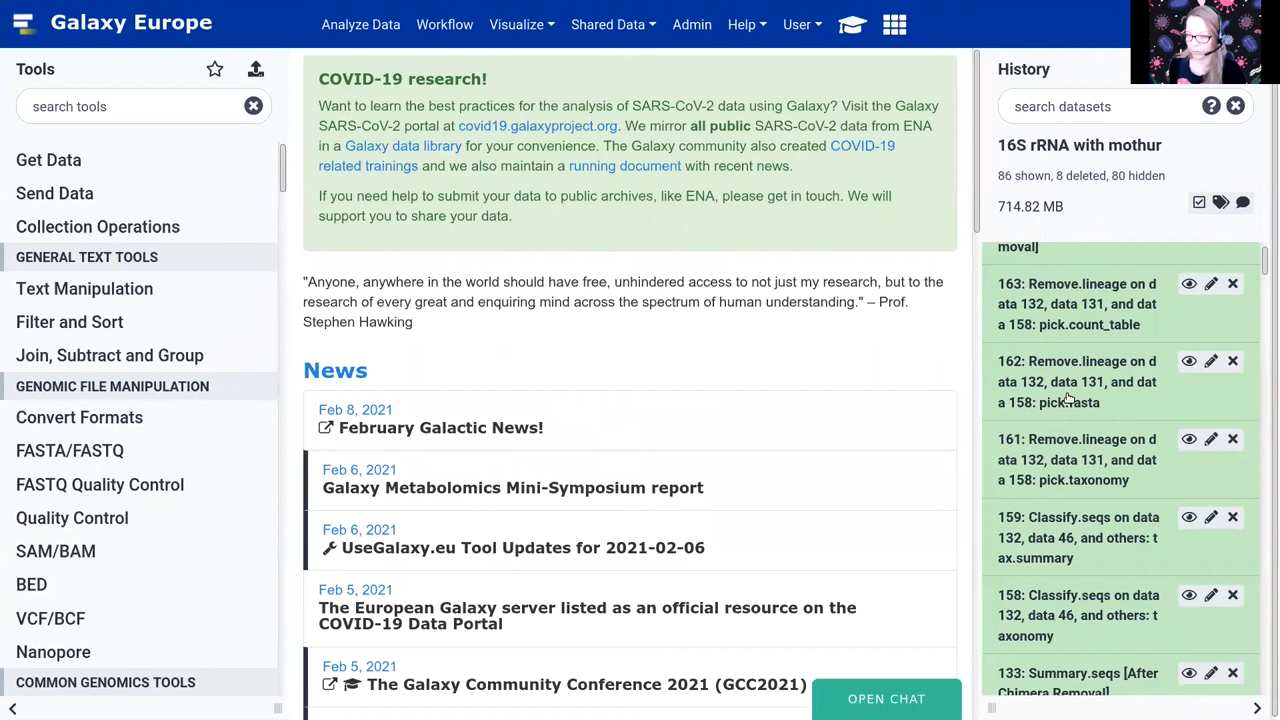 Galaxy Europe
Analyze Data Workflow Visualize Shared Data Admin Help User
Tools
search tools
Get Data
Send Data
Collection Operations
GENERAL TEXT TOOLS
Text Manipulation
Filter and Sort
Join, Subtract and Group
GENOMIC FILE MANIPULATION
Convert Formats
FASTA/FASTQ
FASTQ Quality Control
Quality Control
SAM/BAM
BED
VCF/BCF
Nanopore
COMMON GENOMICS TOOLS
COVID-19 research!
Want to learn the best practices for the analysis of SARS-CoV-2 data using Galaxy? Visit the Galaxy
SARS-CoV-2 portal at covid19.galaxyproject.org. We mirror all public SARS-CoV-2 data from ENA
in a Galaxy data library for your convenience. The Galaxy community also created COVID-19
related trainings and we also maintain a running document with recent news.
If you need help to submit your data to public archives, like ENA, please get in touch. We will
support you to share your data.
"Anyone, anywhere in the world should have free, unhindered access to not just my research, but to the
research of every great and enquiring mind across the spectrum of human understanding." – Prof.
Stephen Hawking
News
Feb 8, 2021
February Galactic News!
Feb 6, 2021
Galaxy Metabolomics Mini-Symposium report
Feb 6, 2021
UseGalaxy.eu Tool Updates for 2021-02-06
Feb 5, 2021
The European Galaxy server listed as an official resource on the
COVID-19 Data Portal
Feb 5, 2021
The Galaxy Community Conference 2021 (GCC2021)
OPEN CHAT
History
search datasets
16S rRNA with mothur
86 shown, 8 deleted, 80 hidden
714.82 MB
moval]
163: Remove.lineage on d
ata 132, data 131, and dat
a 158: pick.count_table
162: Remove.lineage on d
ata 132, data 131, and dat
a 158: pick.fasta
161: Remove.lineage on d
ata 132, data 131, and dat
a 158: pick.taxonomy
159: Classify.seqs on data
132, data 46, and others: t
ax.summary
158: Classify.seqs on data
132, data 46, and others: t
axonomy
133: Summary.seqs [After
Chimera Removal]